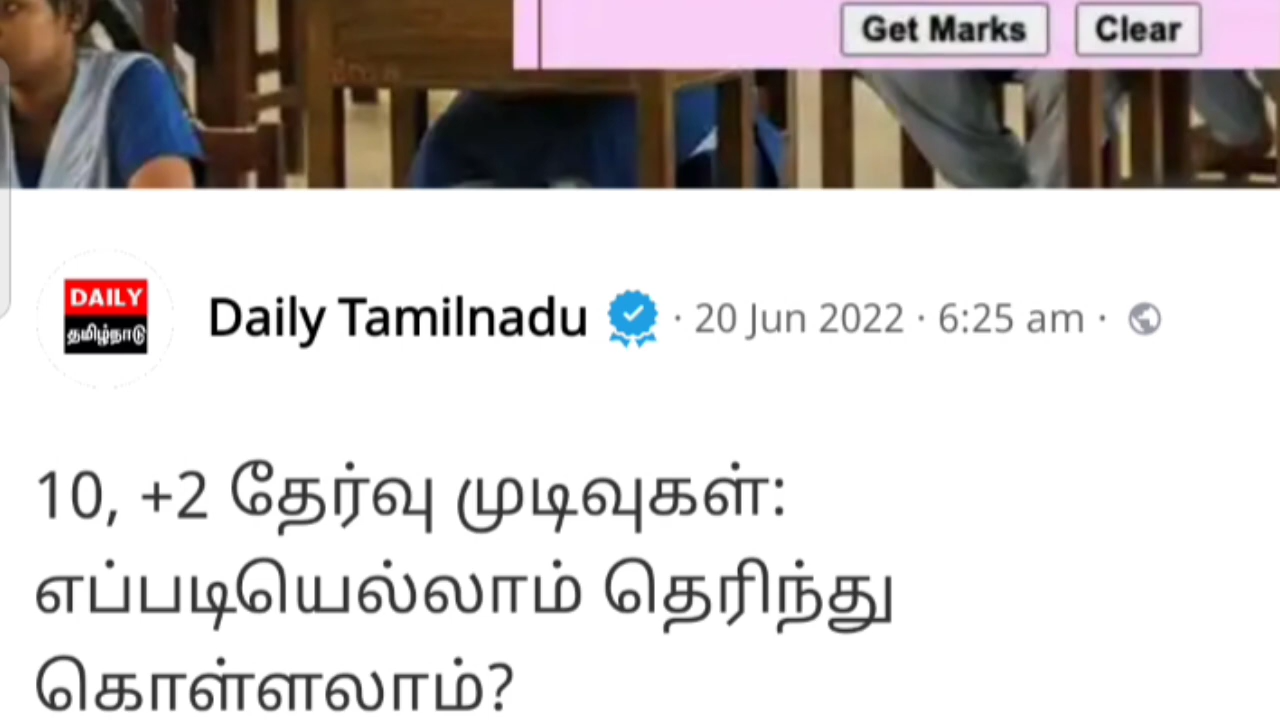 Get Marks Clear
DAILY
தமிழ்நாடு
Daily Tamilnadu · 20 Jun 2022 · 6:25 am ·
10, +2 தேர்வு முடிவுகள்:
எப்படியெல்லாம் தெரிந்து
கொள்ளலாம்?